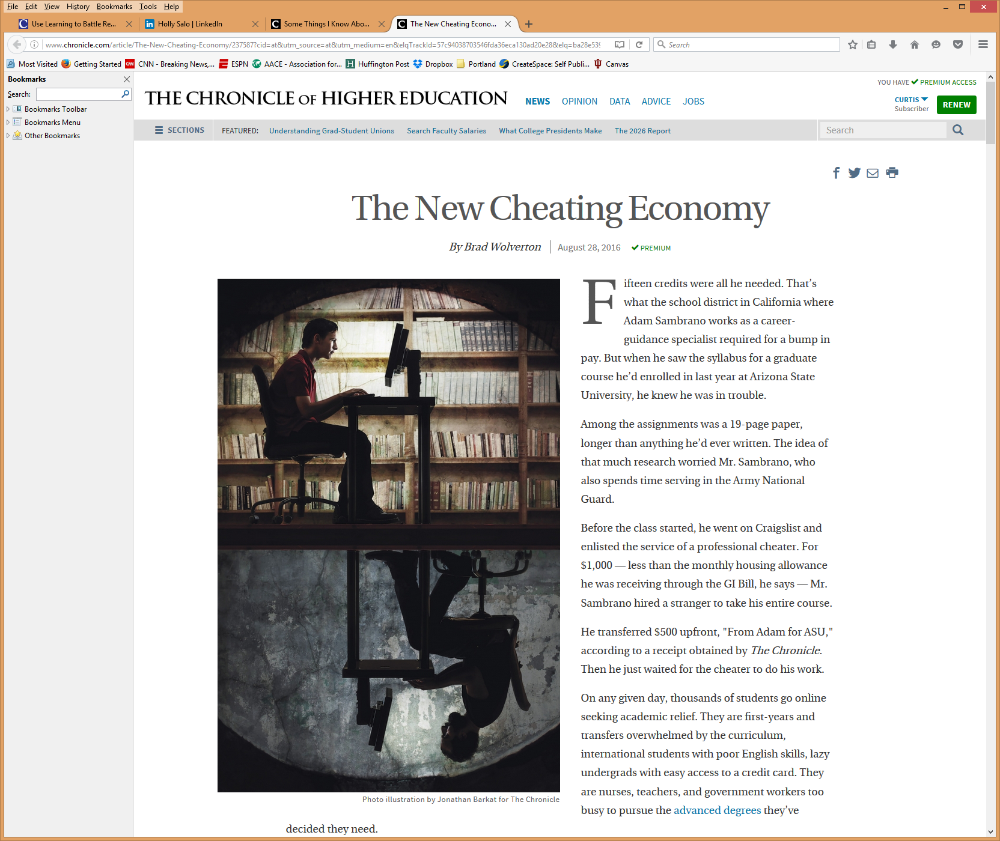 File Edit View History Bookmarks Tools Help
Use Learning to Battle Re...
Holly Salo | LinkedIn
Some Things I Know Abo...
The New Cheating Econo...
www.chronicle.com/article/The-New-Cheating-Economy/237587?cid=at&utm_source=at&utm_medium=en&elqTrackId=57c94038703546fda36eca130ad20e28&elq=ba28e539
Search
Most Visited Getting Started CNN - Breaking News,... ESPN AACE - Association for... Huffington Post Dropbox Portland CreateSpace: Self Publi... Canvas
Bookmarks
Search:
Bookmarks Toolbar
Bookmarks Menu
Other Bookmarks
YOU HAVE PREMIUM ACCESS
THE CHRONICLE OF HIGHER EDUCATION
NEWS OPINION DATA ADVICE JOBS
CURTIS
Subscriber
RENEW
SECTIONS
FEATURED: Understanding Grad-Student Unions Search Faculty Salaries What College Presidents Make The 2026 Report
Search
The New Cheating Economy
By Brad Wolverton August 28, 2016 PREMIUM
Fifteen credits were all he needed. That's
what the school district in California where
Adam Sambrano works as a career-
guidance specialist required for a bump in
pay. But when he saw the syllabus for a graduate
course he'd enrolled in last year at Arizona State
University, he knew he was in trouble.
Among the assignments was a 19-page paper,
longer than anything he'd ever written. The idea of
that much research worried Mr. Sambrano, who
also spends time serving in the Army National
Guard.
Before the class started, he went on Craigslist and
enlisted the service of a professional cheater. For
$1,000 — less than the monthly housing allowance
he was receiving through the GI Bill, he says — Mr.
Sambrano hired a stranger to take his entire course.
He transferred $500 upfront, "From Adam for ASU,"
according to a receipt obtained by The Chronicle.
Then he just waited for the cheater to do his work.
On any given day, thousands of students go online
seeking academic relief. They are first-years and
transfers overwhelmed by the curriculum,
international students with poor English skills, lazy
undergrads with easy access to a credit card. They
are nurses, teachers, and government workers too
busy to pursue the advanced degrees they've
decided they need.
Photo illustration by Jonathan Barkat for The Chronicle